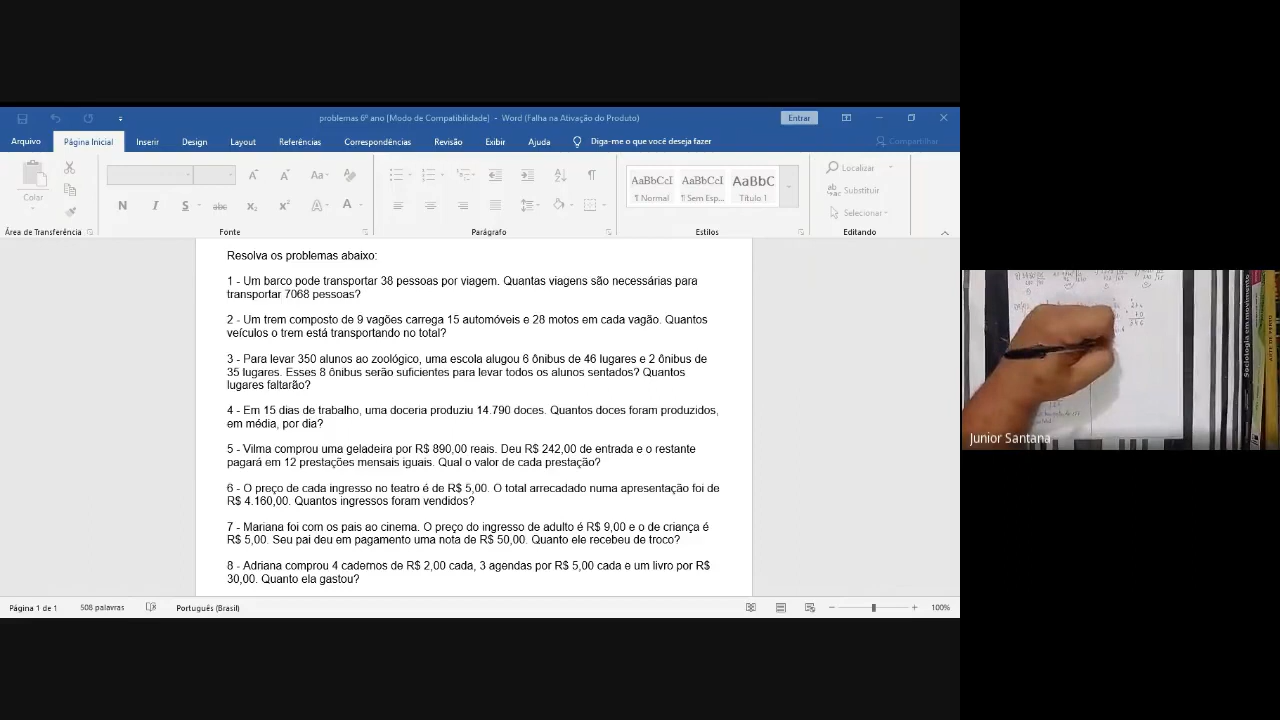 problemas 6º ano [Modo de Compatibilidade] - Word (Falha na Ativação do Produto)
Entrar
Arquivo
Página Inicial
Inserir
Design
Layout
Referências
Correspondências
Revisão
Exibir
Ajuda
Diga-me o que você deseja fazer
Compartilhar
Colar
Área de Transferência
N I S abc X₂ X² A A
Aa
Fonte
Parágrafo
AaBbCcI
AaBbCcI
AaBbC
¶ Normal
¶ Sem Esp...
Título 1
Estilos
Localizar
Substituir
Selecionar
Editando
Resolva os problemas abaixo:
1 - Um barco pode transportar 38 pessoas por viagem. Quantas viagens são necessárias para
transportar 7068 pessoas?
2 - Um trem composto de 9 vagões carrega 15 automóveis e 28 motos em cada vagão. Quantos
veículos o trem está transportando no total?
3 - Para levar 350 alunos ao zoológico, uma escola alugou 6 ônibus de 46 lugares e 2 ônibus de
35 lugares. Esses 8 ônibus serão suficientes para levar todos os alunos sentados? Quantos
lugares faltarão?
4 - Em 15 dias de trabalho, uma doceria produziu 14.790 doces. Quantos doces foram produzidos,
em média, por dia?
5 - Vilma comprou uma geladeira por R$ 890,00 reais. Deu R$ 242,00 de entrada e o restante
pagará em 12 prestações mensais iguais. Qual o valor de cada prestação?
6 - O preço de cada ingresso no teatro é de R$ 5,00. O total arrecadado numa apresentação foi de
R$ 4.160,00. Quantos ingressos foram vendidos?
7 - Mariana foi com os pais ao cinema. O preço do ingresso de adulto é R$ 9,00 e o de criança é
R$ 5,00. Seu pai deu em pagamento uma nota de R$ 50,00. Quanto ele recebeu de troco?
8 - Adriana comprou 4 cadernos de R$ 2,00 cada, 3 agendas por R$ 5,00 cada e um livro por R$
30,00. Quanto ela gastou?
Página 1 de 1
508 palavras
Português (Brasil)
100%
Sociologia em movimento
Junior Santana